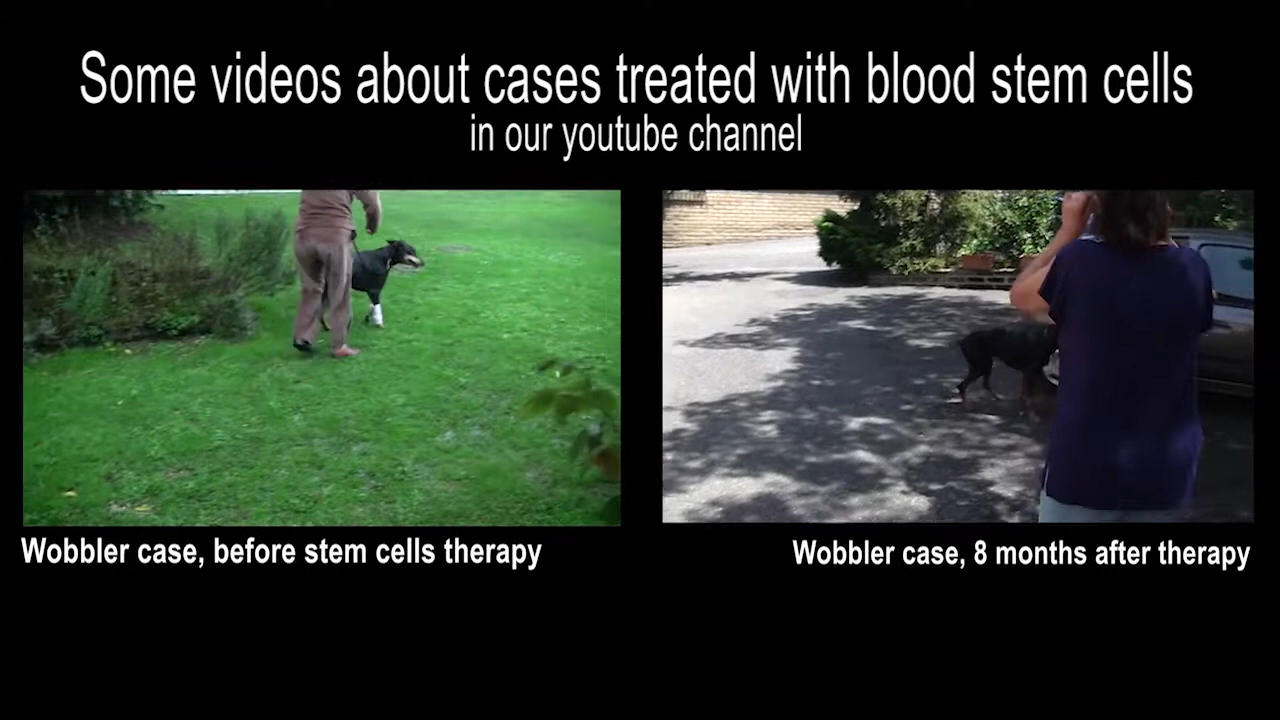 Some videos about cases treated with blood stem cells
in our youtube channel
Wobbler case, before stem cells therapy
Wobbler case, 8 months after therapy